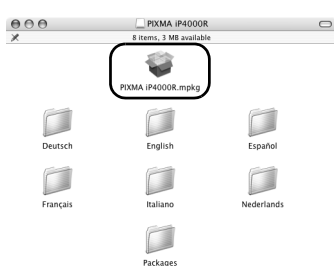 PIXMA iP4000R
8 items, 3 MB available
PIXMA iP4000R.mpkg
Deutsch English Español
Français Italiano Nederlands
Packages